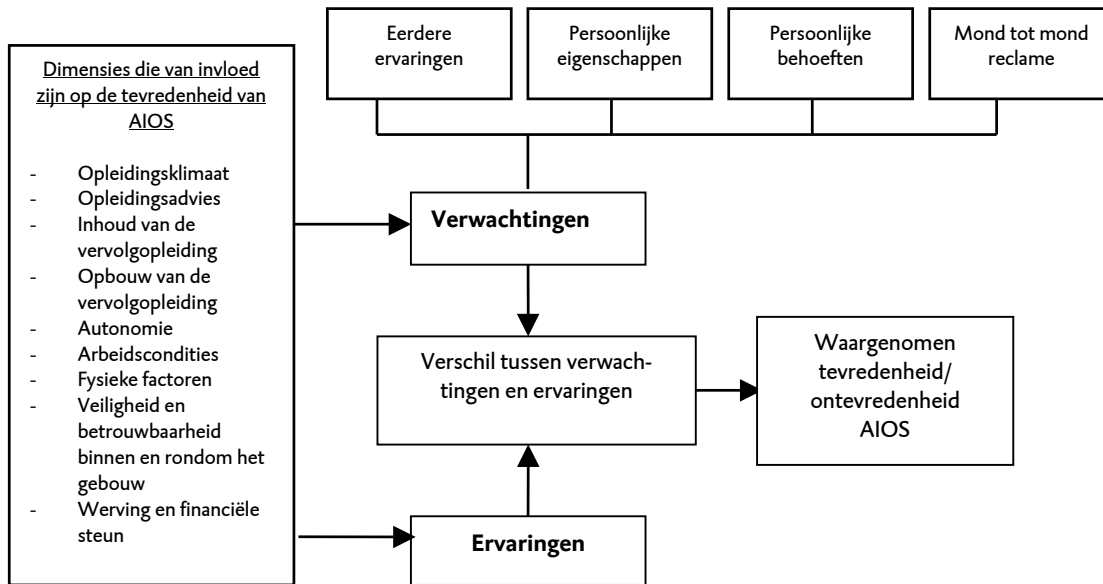 Dimensies die van invloed
zijn op de tevredenheid van
AIOS
- Opleidingsklimaat
- Opleidingsadvies
- Inhoud van de
vervolgopleiding
- Opbouw van de
vervolgopleiding
- Autonomie
- Arbeidscondities
- Fysieke factoren
- Veiligheid en
betrouwbaarheid
binnen en rondom het
gebouw
- Werving en financiële
steun
Eerdere
ervaringen
Persoonlijke
eigenschappen
Persoonlijke
behoeften
Mond tot mond
reclame
Verwachtingen
Verschil tussen verwach-
tingen en ervaringen
Waargenomen
tevredenheid/
ontevredenheid
AIOS
Ervaringen